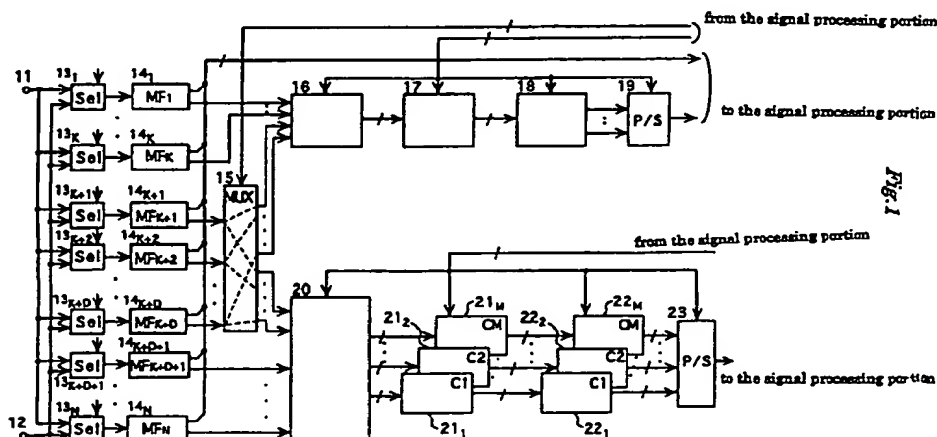 from the signal processing portion
11
13₁
Sel
14₁
MF₁
16
17
18
19
P/S
to the signal processing portion
13K
Sel
14K
MFK
15
MUX
13K+1
Sel
14K+1
MFK+1
Fig.1
13K+2
Sel
14K+2
MFK+2
from the signal processing portion
20
13K+D
Sel
14K+D
MFK+D
21₂
21M
CM
22₂
22M
CM
23
P/S
C2
C2
Sel
14K+D+1
MFK+D+1
C1
C1
13K+D+1
to the signal processing portion
13N
Sel
14N
MFN
12
21₁
22₁